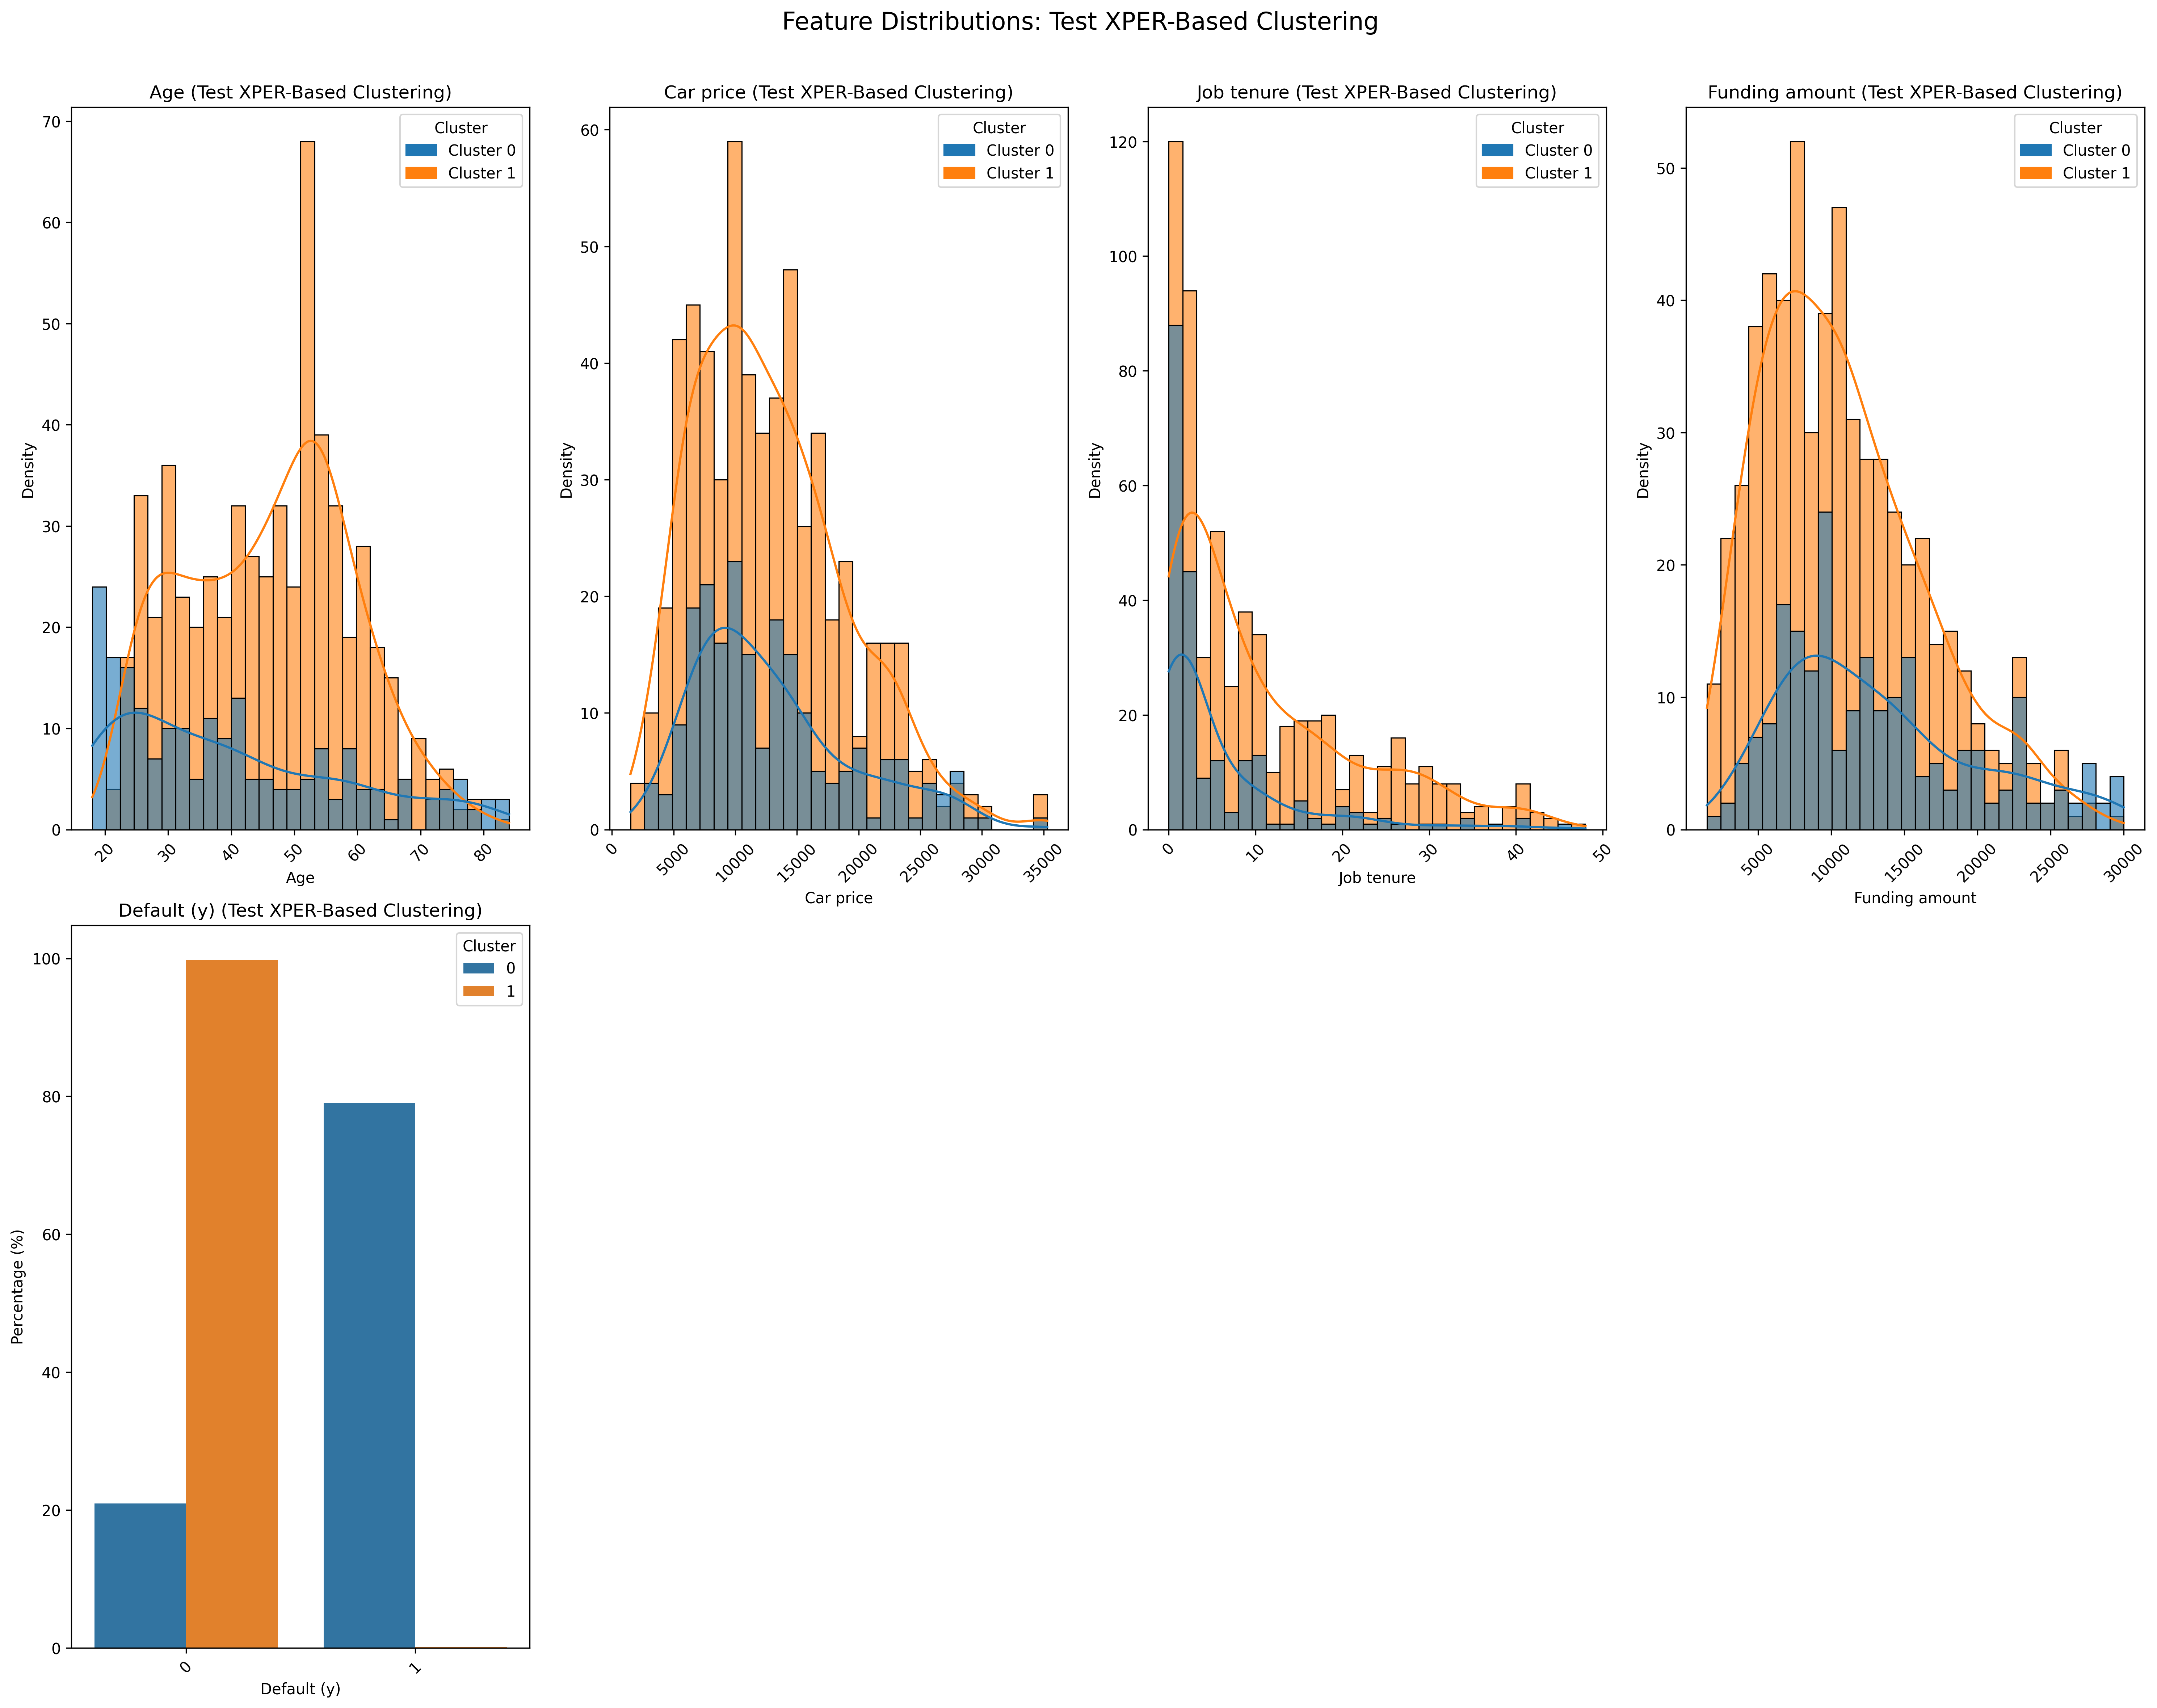 Feature Distributions: Test XPER-Based Clustering
Age (Test XPER-Based Clustering)
Density
70
60
50
40
30
20
10
0
Cluster
Cluster 0
Cluster 1
20 30 40 50 60 70 80
Age
Car price (Test XPER-Based Clustering)
Density
60
50
40
30
20
10
0
Cluster
Cluster 0
Cluster 1
0 5000 10000 15000 20000 25000 30000 35000
Car price
Job tenure (Test XPER-Based Clustering)
Density
120
100
80
60
40
20
0
Cluster
Cluster 0
Cluster 1
0 10 20 30 40 50
Job tenure
Funding amount (Test XPER-Based Clustering)
Density
50
40
30
20
10
0
Cluster
Cluster 0
Cluster 1
5000 10000 15000 20000 25000 30000
Funding amount
Default (y) (Test XPER-Based Clustering)
Percentage (%)
100
80
60
40
20
0
Cluster
0
1
0 1
Default (y)